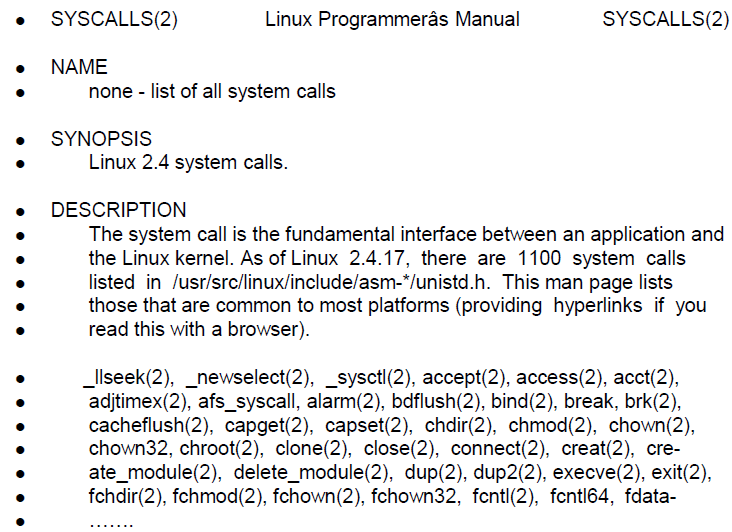 ● SYSCALLS(2) Linux Programmerâs Manual SYSCALLS(2)
● NAME
● none - list of all system calls
● SYNOPSIS
● Linux 2.4 system calls.
● DESCRIPTION
● The system call is the fundamental interface between an application and
● the Linux kernel. As of Linux 2.4.17, there are 1100 system calls
● listed in /usr/src/linux/include/asm-*/unistd.h. This man page lists
● those that are common to most platforms (providing hyperlinks if you
● read this with a browser).
● _llseek(2), _newselect(2), _sysctl(2), accept(2), access(2), acct(2),
● adjtimex(2), afs_syscall, alarm(2), bdflush(2), bind(2), break, brk(2),
● cacheflush(2), capget(2), capset(2), chdir(2), chmod(2), chown(2),
● chown32, chroot(2), clone(2), close(2), connect(2), creat(2), cre-
● ate_module(2), delete_module(2), dup(2), dup2(2), execve(2), exit(2),
● fchdir(2), fchmod(2), fchown(2), fchown32, fcntl(2), fcntl64, fdata-
● …….